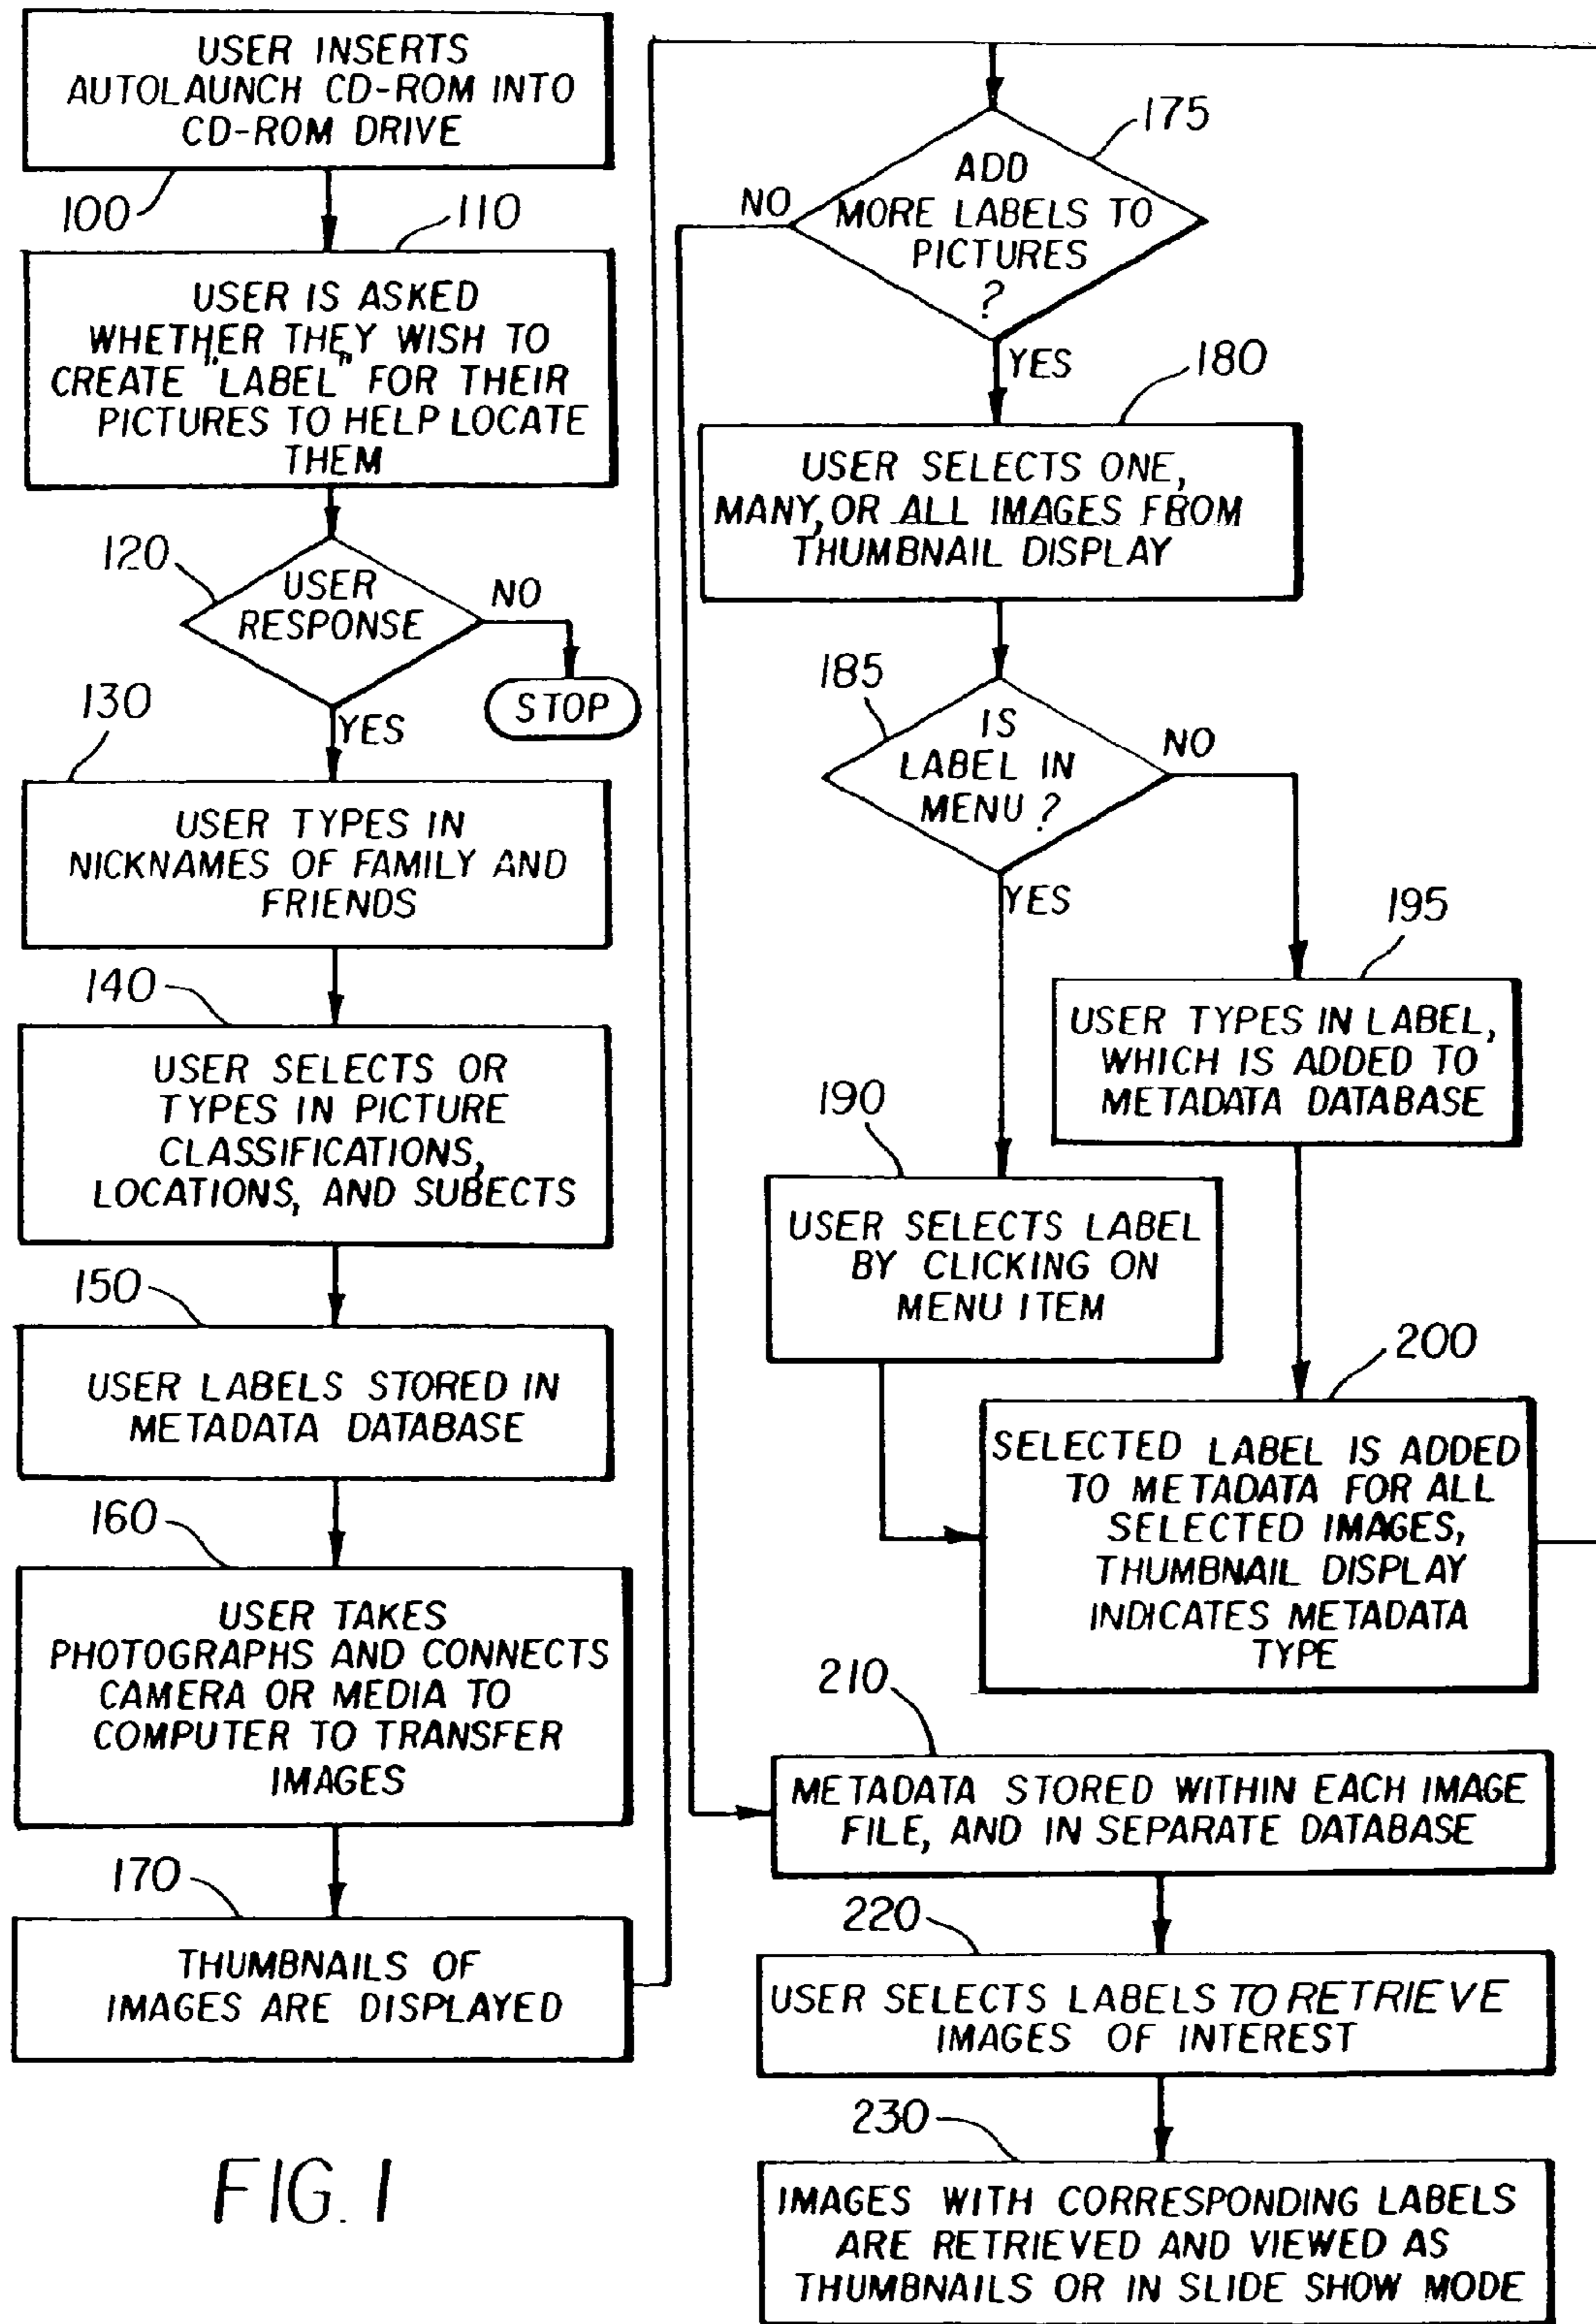 USER INSERTS
AUTOLAUNCH CD-ROM INTO
CD-ROM DRIVE
100
110
USER IS ASKED
WHETHER THEY WISH TO
CREATE "LABEL" FOR THEIR
PICTURES TO HELP LOCATE
THEM
120
USER
RESPONSE
NO
STOP
YES
130
USER TYPES IN
NICKNAMES OF FAMILY AND
FRIENDS
140
USER SELECTS OR
TYPES IN PICTURE
CLASSIFICATIONS,
LOCATIONS, AND SUBECTS
150
USER LABELS STORED IN
METADATA DATABASE
160
USER TAKES
PHOTOGRAPHS AND CONNECTS
CAMERA OR MEDIA TO
COMPUTER TO TRANSFER
IMAGES
170
THUMBNAILS OF
IMAGES ARE DISPLAYED
FIG. 1
175
ADD
MORE LABELS TO
PICTURES
?
NO
YES
180
USER SELECTS ONE,
MANY, OR ALL IMAGES FROM
THUMBNAIL DISPLAY
185
IS
LABEL IN
MENU ?
NO
YES
195
USER TYPES IN LABEL,
WHICH IS ADDED TO
METADATA DATABASE
190
USER SELECTS LABEL
BY CLICKING ON
MENU ITEM
200
SELECTED LABEL IS ADDED
TO METADATA FOR ALL
SELECTED IMAGES,
THUMBNAIL DISPLAY
INDICATES METADATA
TYPE
210
METADATA STORED WITHIN EACH IMAGE
FILE, AND IN SEPARATE DATABASE
220
USER SELECTS LABELS TO RETRIEVE
IMAGES OF INTEREST
230
IMAGES WITH CORRESPONDING LABELS
ARE RETRIEVED AND VIEWED AS
THUMBNAILS OR IN SLIDE SHOW MODE